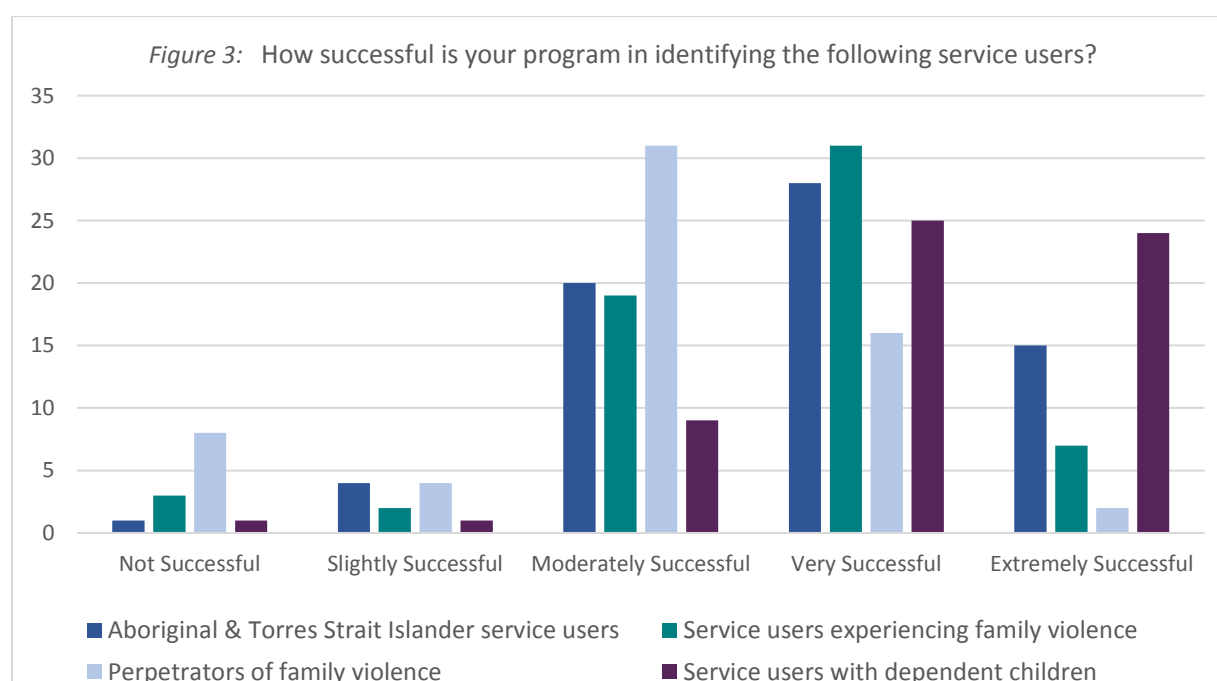 Figure 3: How successful is your program in identifying the following service users?
35
30
25
20
15
10
5
0
Not Successful Slightly Successful Moderately Successful Very Successful Extremely Successful
Aboriginal & Torres Strait Islander service users Service users experiencing family violence
Perpetrators of family violence Service users with dependent children